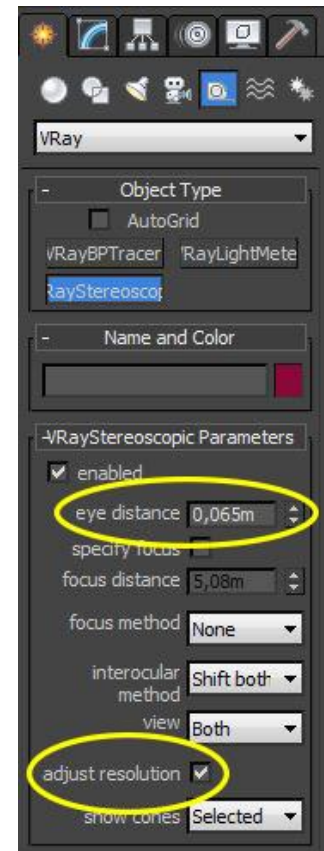 VRay
- Object Type
AutoGrid
VRayBPTracer 'RayLightMete
RayStereoscop
- Name and Color
-VRayStereoscopic Parameters
enabled
eye distance 0,065m
specify focus
focus distance 5,08m
focus method None
interocular
method Shift both
view Both
adjust resolution
show cones Selected